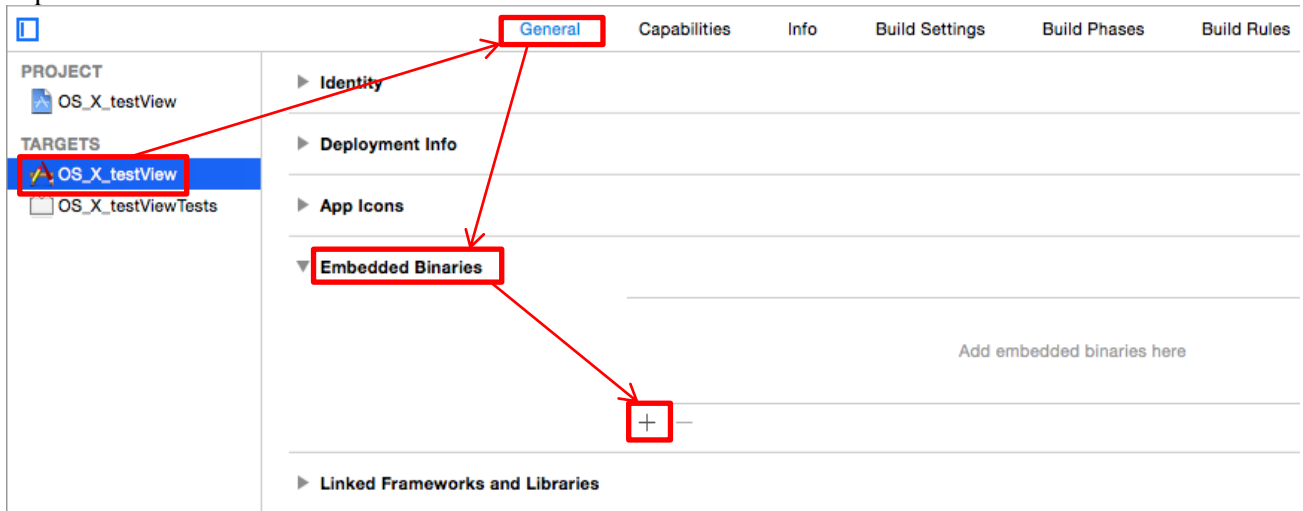 General Capabilities Info Build Settings Build Phases Build Rules
PROJECT
OS_X_testView
TARGETS
OS_X_testView
OS_X_testViewTests
Identity
Deployment Info
App Icons
Embedded Binaries
Add embedded binaries here
+ −
Linked Frameworks and Libraries